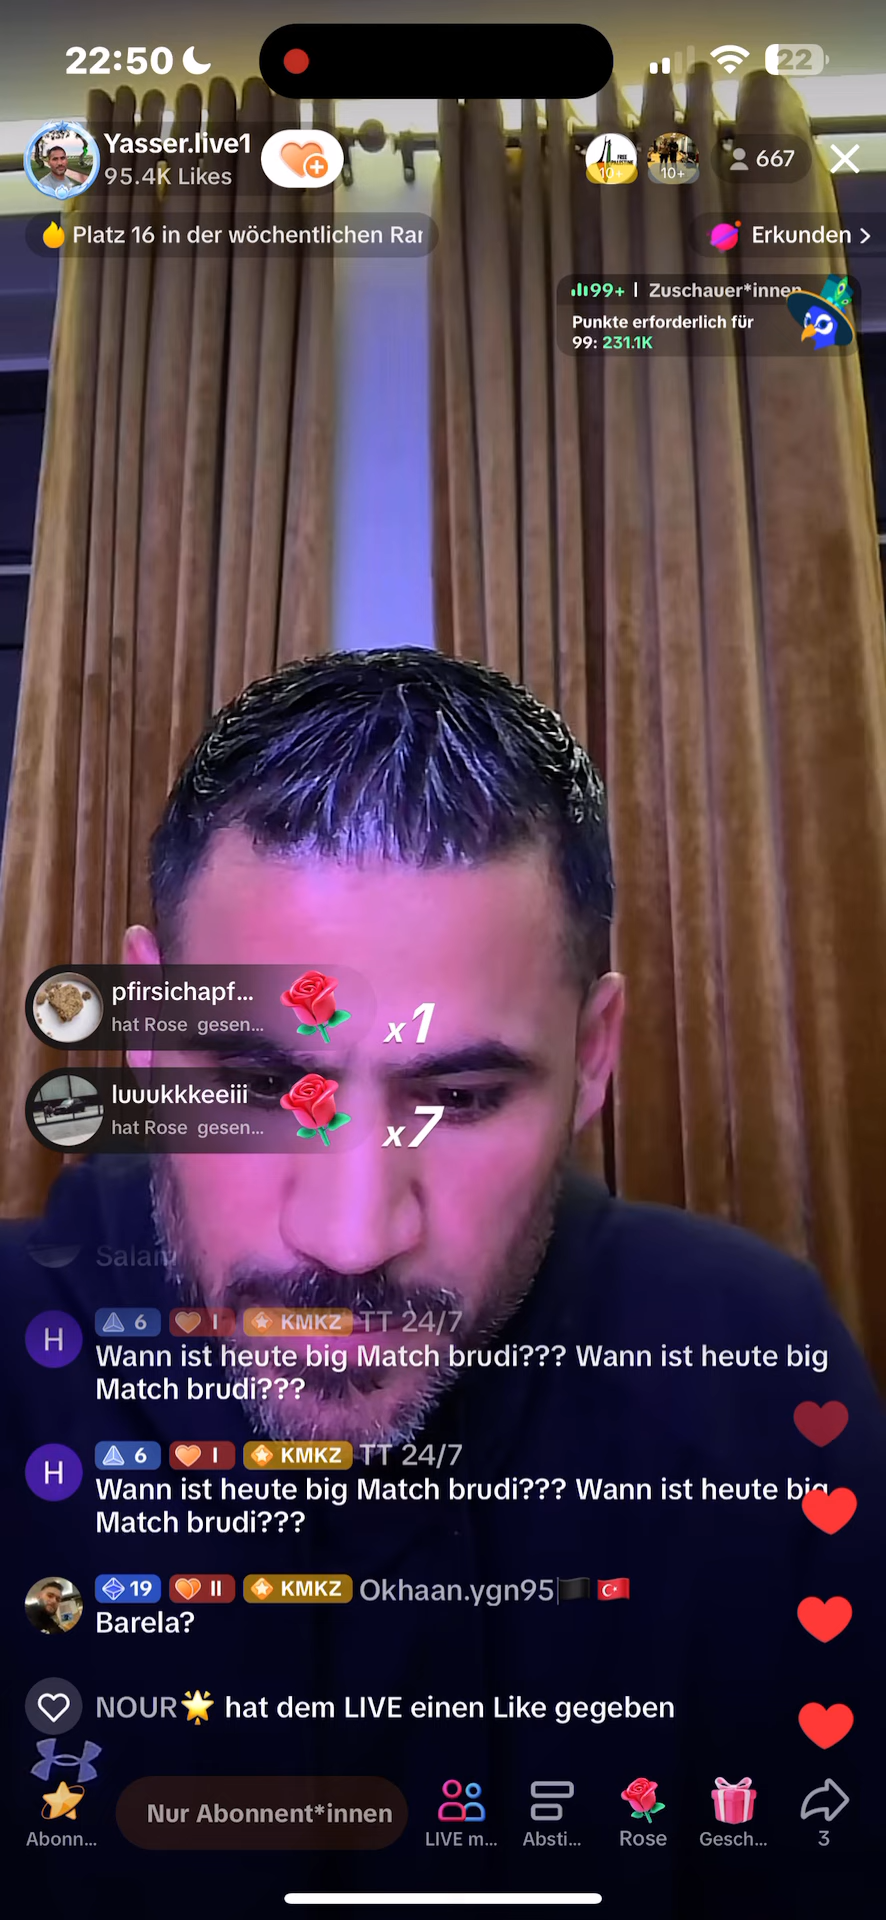 22:50
22
Yasser.live1
95.4K Likes
FREE PALESTINE
10+
10+
667
Platz 16 in der wöchentlichen Rar
Erkunden >
99+ | Zuschauer*innen
Punkte erforderlich für
99: 231.1K
pfirsichapf...
hat Rose gesen...
x1
luuukkkeeiii
hat Rose gesen...
x7
Salam
H
6 I KMKZ TT 24/7
Wann ist heute big Match brudi??? Wann ist heute big
Match brudi???
H
6 I KMKZ TT 24/7
Wann ist heute big Match brudi??? Wann ist heute big
Match brudi???
19 II KMKZ Okhaan.ygn95🏴🇹🇷
Barela?
NOUR🌟 hat dem LIVE einen Like gegeben
Abonn...
Nur Abonnent*innen
LIVE m...
Absti...
Rose
Gesch...
3